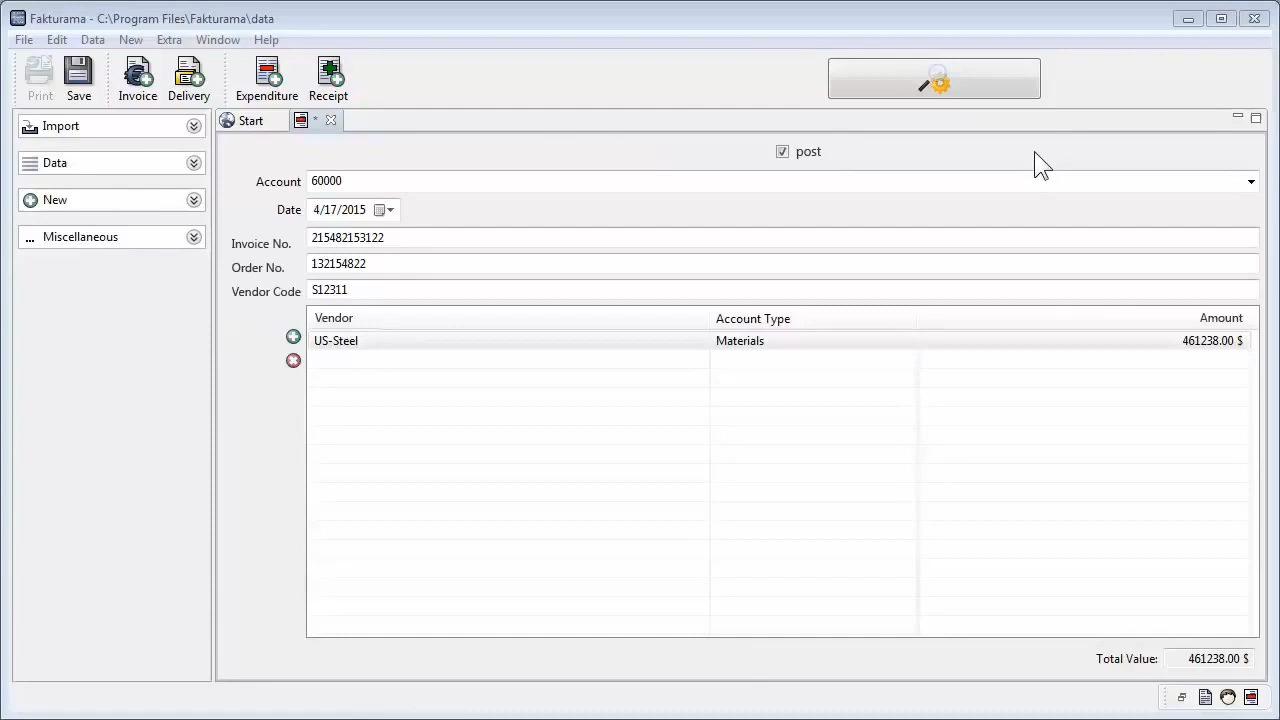 Fakturama - C:\Program Files\Fakturama\data
File Edit Data New Extra Window Help
Print Save Invoice Delivery Expenditure Receipt
Import
Data
New
... Miscellaneous
Start *
post
Account 60000
Date 4/17/2015
Invoice No. 215482153122
Order No. 132154822
Vendor Code S12311
Vendor Account Type Amount
US-Steel Materials 461238.00 $
Total Value: 461238.00 $